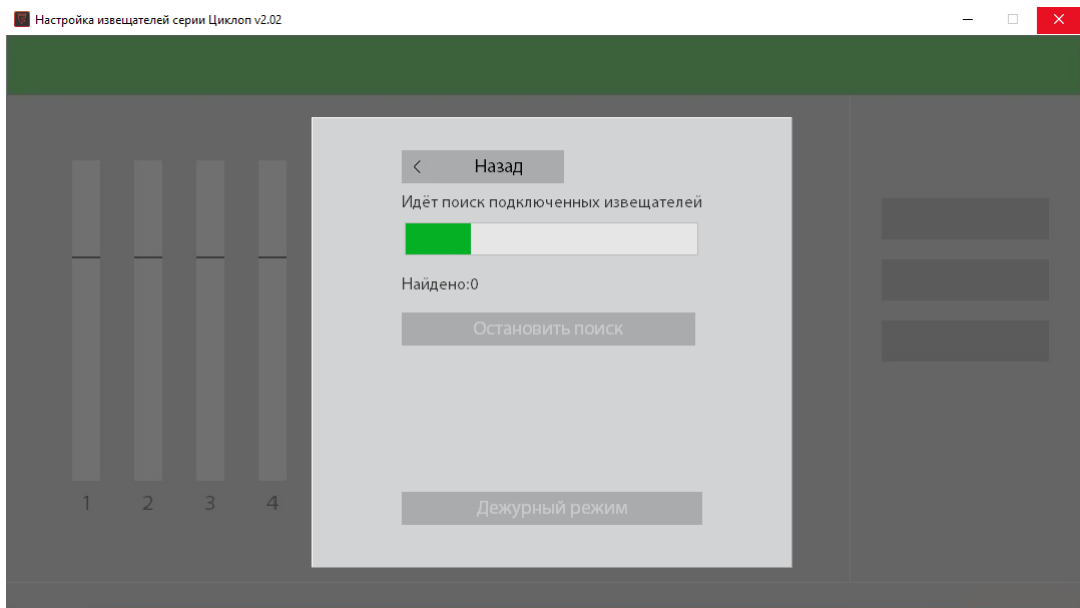 Настройка извещателей серии Циклоп v2.02
Назад
Идёт поиск подключенных извещателей
Найдено:0
Остановить поиск
Дежурный режим
1 2 3 4